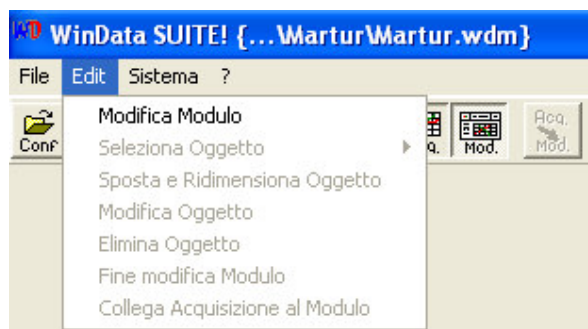 WinData SUITE! {...\Martur\Martur.wdm}
File Edit Sistema ?
Conf
Mod.
Acq. Mod.
Modifica Modulo
Seleziona Oggetto
Sposta e Ridimensiona Oggetto
Modifica Oggetto
Elimina Oggetto
Fine modifica Modulo
Collega Acquisizione al Modulo